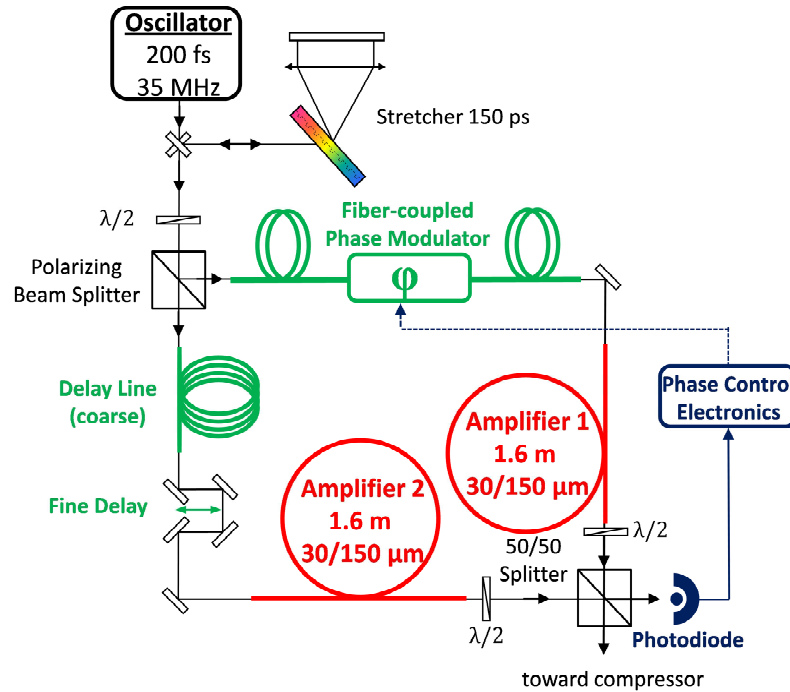 Oscillator
200 fs
35 MHz
Stretcher 150 ps
λ/2
Fiber-coupled
Phase Modulator
φ
Polarizing
Beam Splitter
Delay Line
(coarse)
Phase Control
Electronics
Amplifier 1
1.6 m
30/150 μm
Amplifier 2
1.6 m
30/150 μm
Fine Delay
50/50
Splitter
λ/2
λ/2
Photodiode
toward compressor